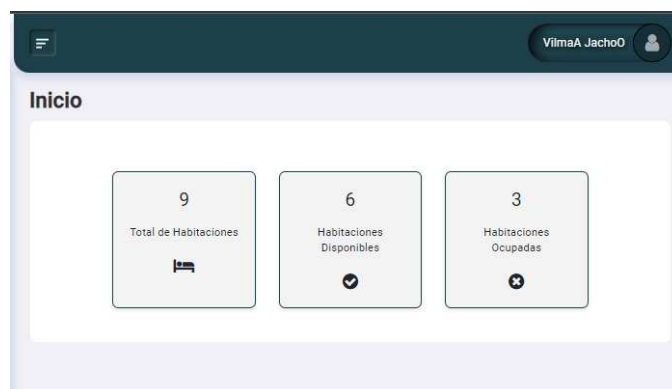 VilmaA JachoO
Inicio
9
Total de Habitaciones
6
Habitaciones
Disponibles
3
Habitaciones
Ocupadas